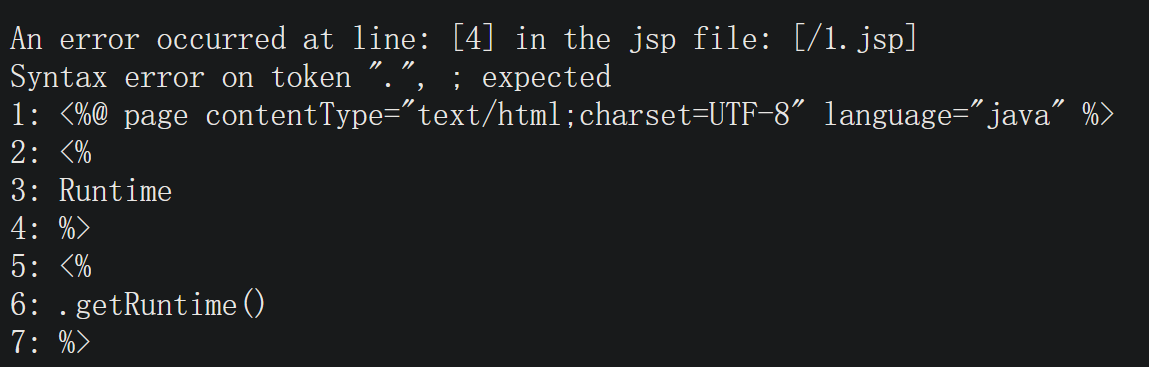 An error occurred at line: [4] in the jsp file: [/1.jsp]
Syntax error on token ".", ; expected
1: <%@ page contentType="text/html;charset=UTF-8" language="java" %>
2: <%
3: Runtime
4: %>
5: <%
6: .getRuntime()
7: %>